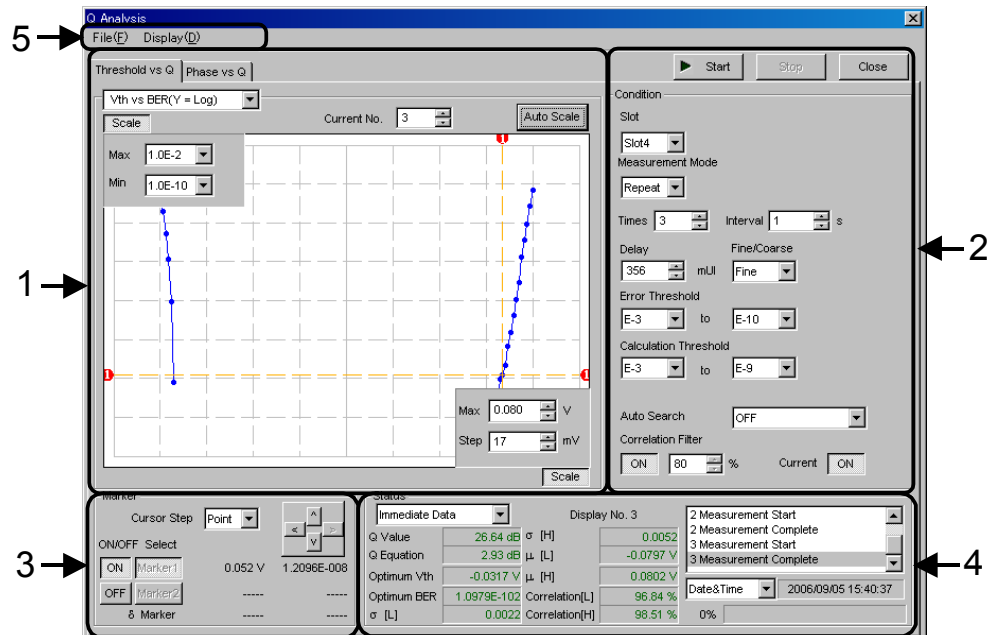 Q Analysis
5
File(F) Display(D)
Threshold vs Q Phase vs Q
Start Stop Close
Vth vs BER(Y = Log)
Scale
Current No. 3
Auto Scale
Max 1.0E-2
Min 1.0E-10
1
1
1
1
Max 0.080 V
Step 17 mV
Scale
2
Condition
Slot
Slot4
Measurement Mode
Repeat
Times 3 Interval 1 s
Delay Fine/Coarse
356 mUI Fine
Error Threshold
E-3 to E-10
Calculation Threshold
E-3 to E-9
Auto Search OFF
Correlation Filter
ON 80 % Current ON
3
Marker
Cursor Step Point
^
< >
v
ON/OFF Select
ON Marker1 0.052 V 1.2096E-008
OFF Marker2 ----- -----
δ Marker ----- -----
4
Status
Immediate Data Display No. 3
Q Value 26.64 dB σ [H] 0.0052
Q Equation 2.93 dB μ [L] -0.0797 V
Optimum Vth -0.0317 V μ [H] 0.0802 V
Optimum BER 1.0979E-102 Correlation[L] 96.84 %
σ [L] 0.0022 Correlation[H] 98.51 %
2 Measurement Start
2 Measurement Complete
3 Measurement Start
3 Measurement Complete
Date&Time 2006/09/05 15:40:37
0%